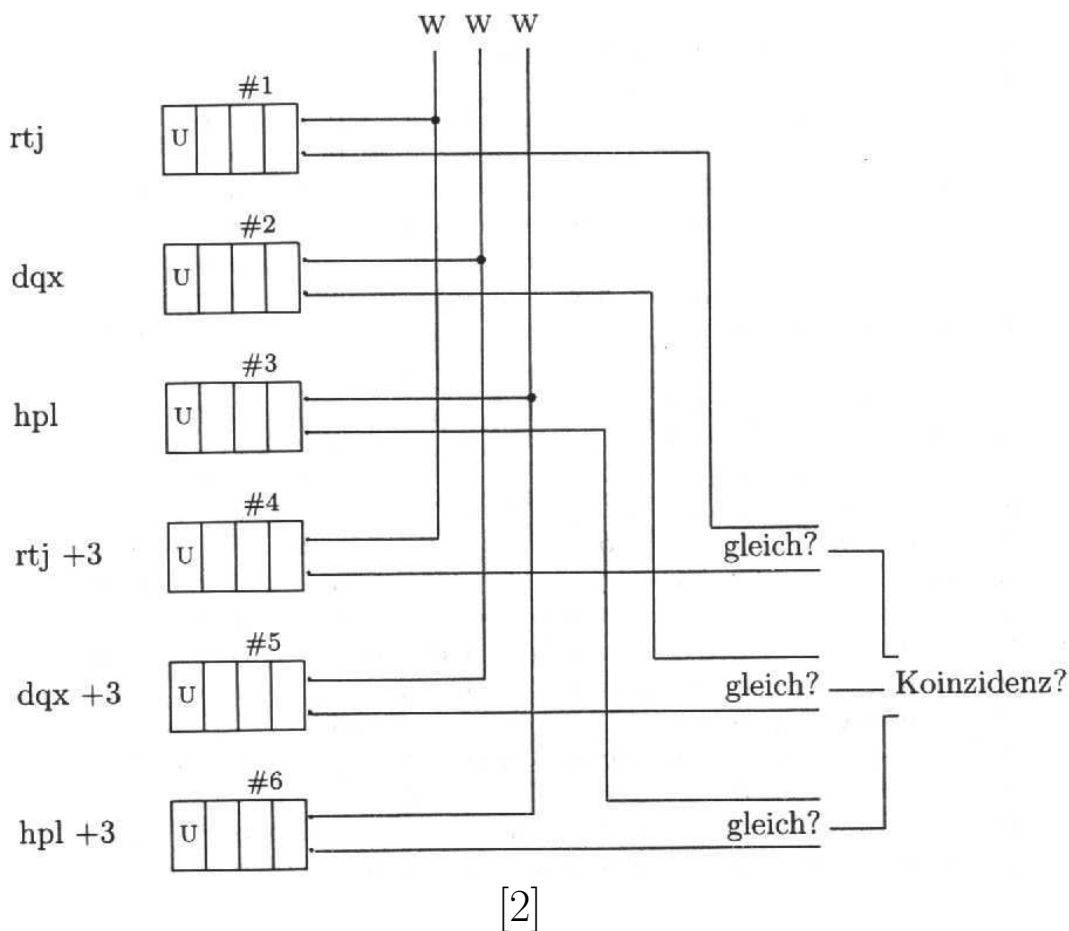 W W W
#1
rtj U
#2
dqx U
#3
hpl U
#4
rtj +3 U
gleich?
#5
dqx +3 U
gleich? Koinzidenz?
#6
hpl +3 U
gleich?
[2]